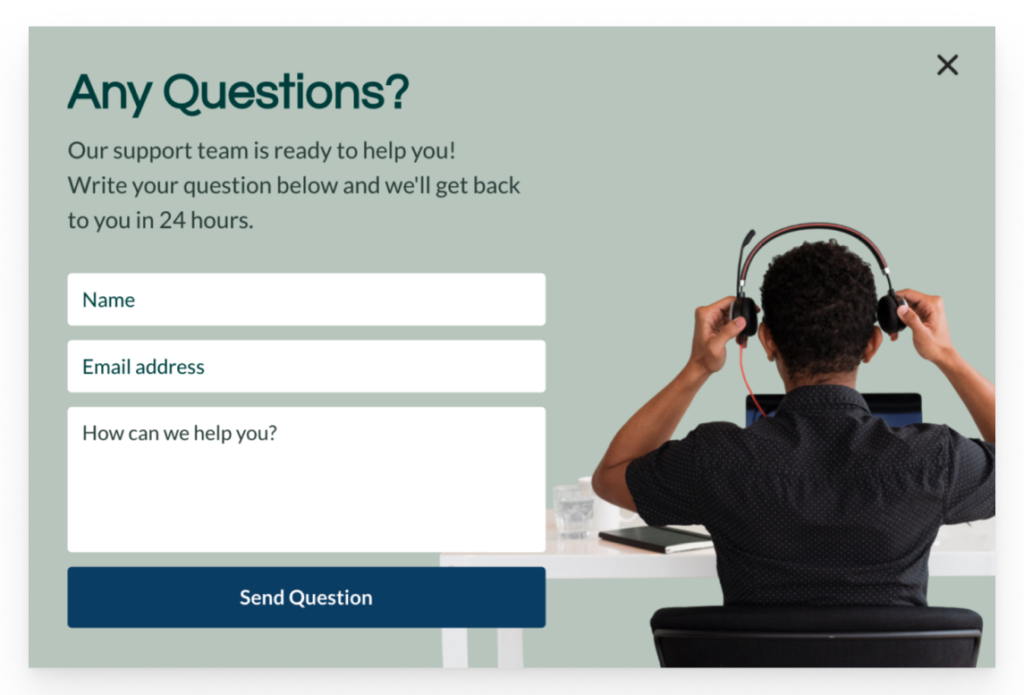 Any Questions?
Our support team is ready to help you!
Write your question below and we'll get back
to you in 24 hours.
Name
Email address
How can we help you?
Send Question